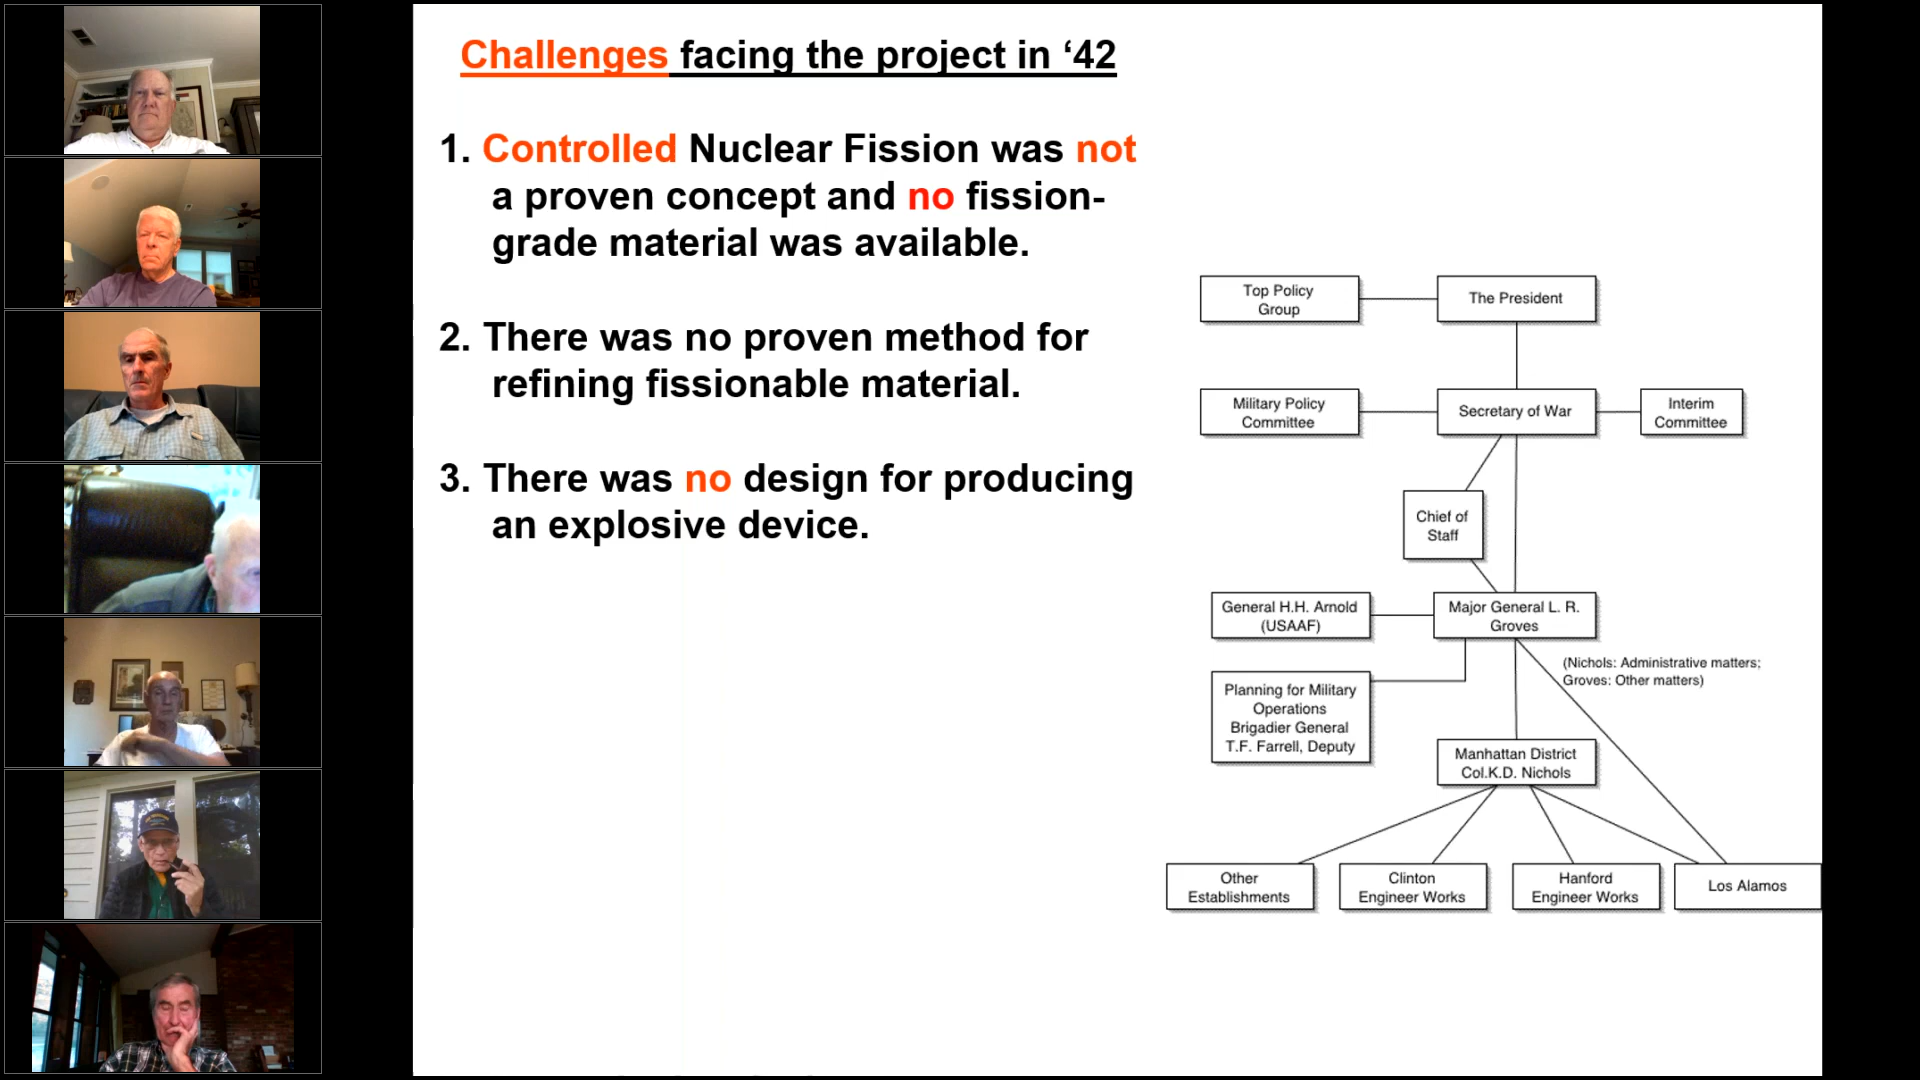 Challenges facing the project in ‘42
1. Controlled Nuclear Fission was not
a proven concept and no fission-
grade material was available.
2. There was no proven method for
refining fissionable material.
3. There was no design for producing
an explosive device.
Top Policy
Group
The President
Military Policy
Committee
Secretary of War
Interim
Committee
Chief of
Staff
General H.H. Arnold
(USAAF)
Major General L. R.
Groves
(Nichols: Administrative matters;
Groves: Other matters)
Planning for Military
Operations
Brigadier General
T.F. Farrell, Deputy
Manhattan District
Col.K.D. Nichols
Other
Establishments
Clinton
Engineer Works
Hanford
Engineer Works
Los Alamos